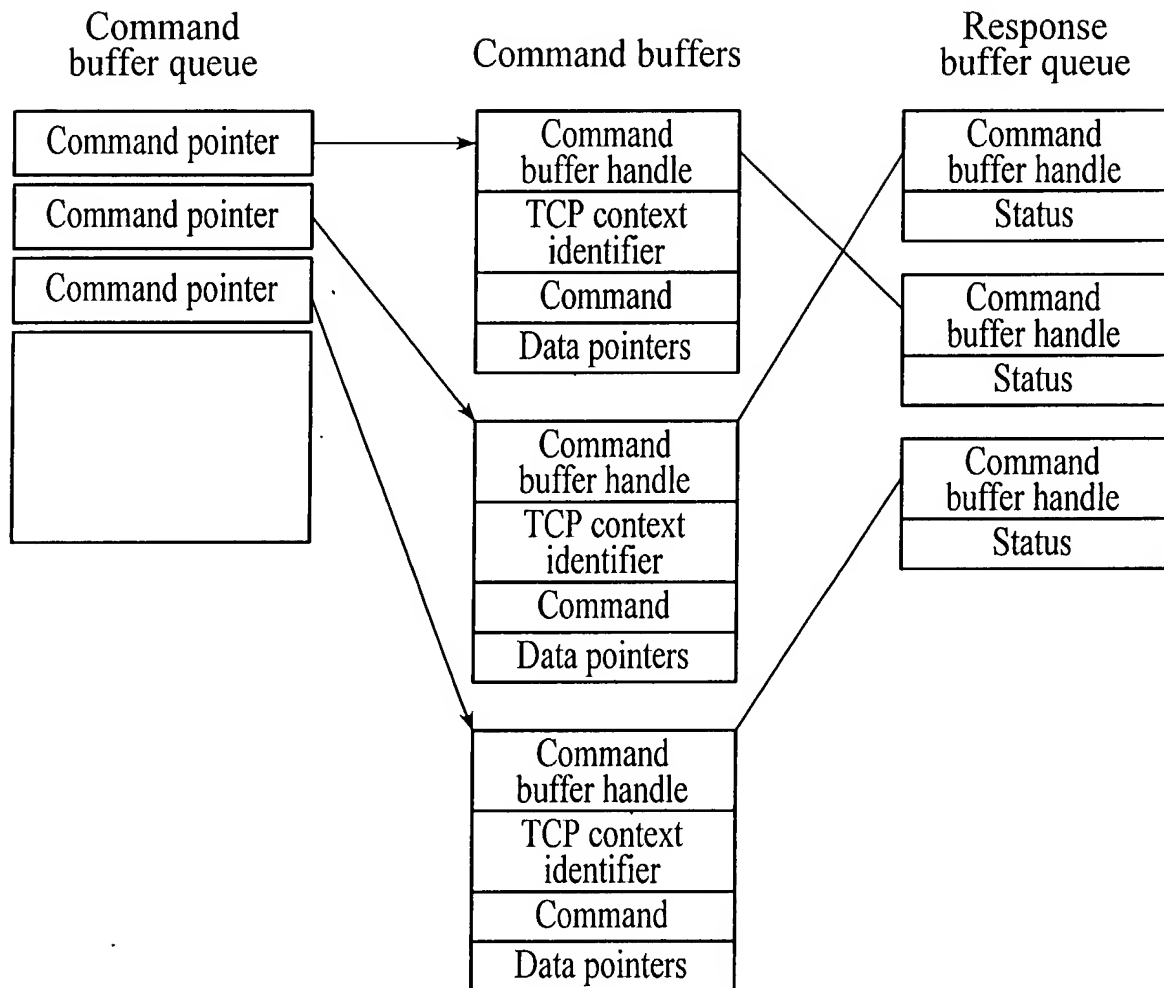 Command
buffer queue
Command pointer
Command pointer
Command pointer
Command buffers
Command
buffer handle
TCP context
identifier
Command
Data pointers
Command
buffer handle
TCP context
identifier
Command
Data pointers
Command
buffer handle
TCP context
identifier
Command
Data pointers
Response
buffer queue
Command
buffer handle
Status
Command
buffer handle
Status
Command
buffer handle
Status